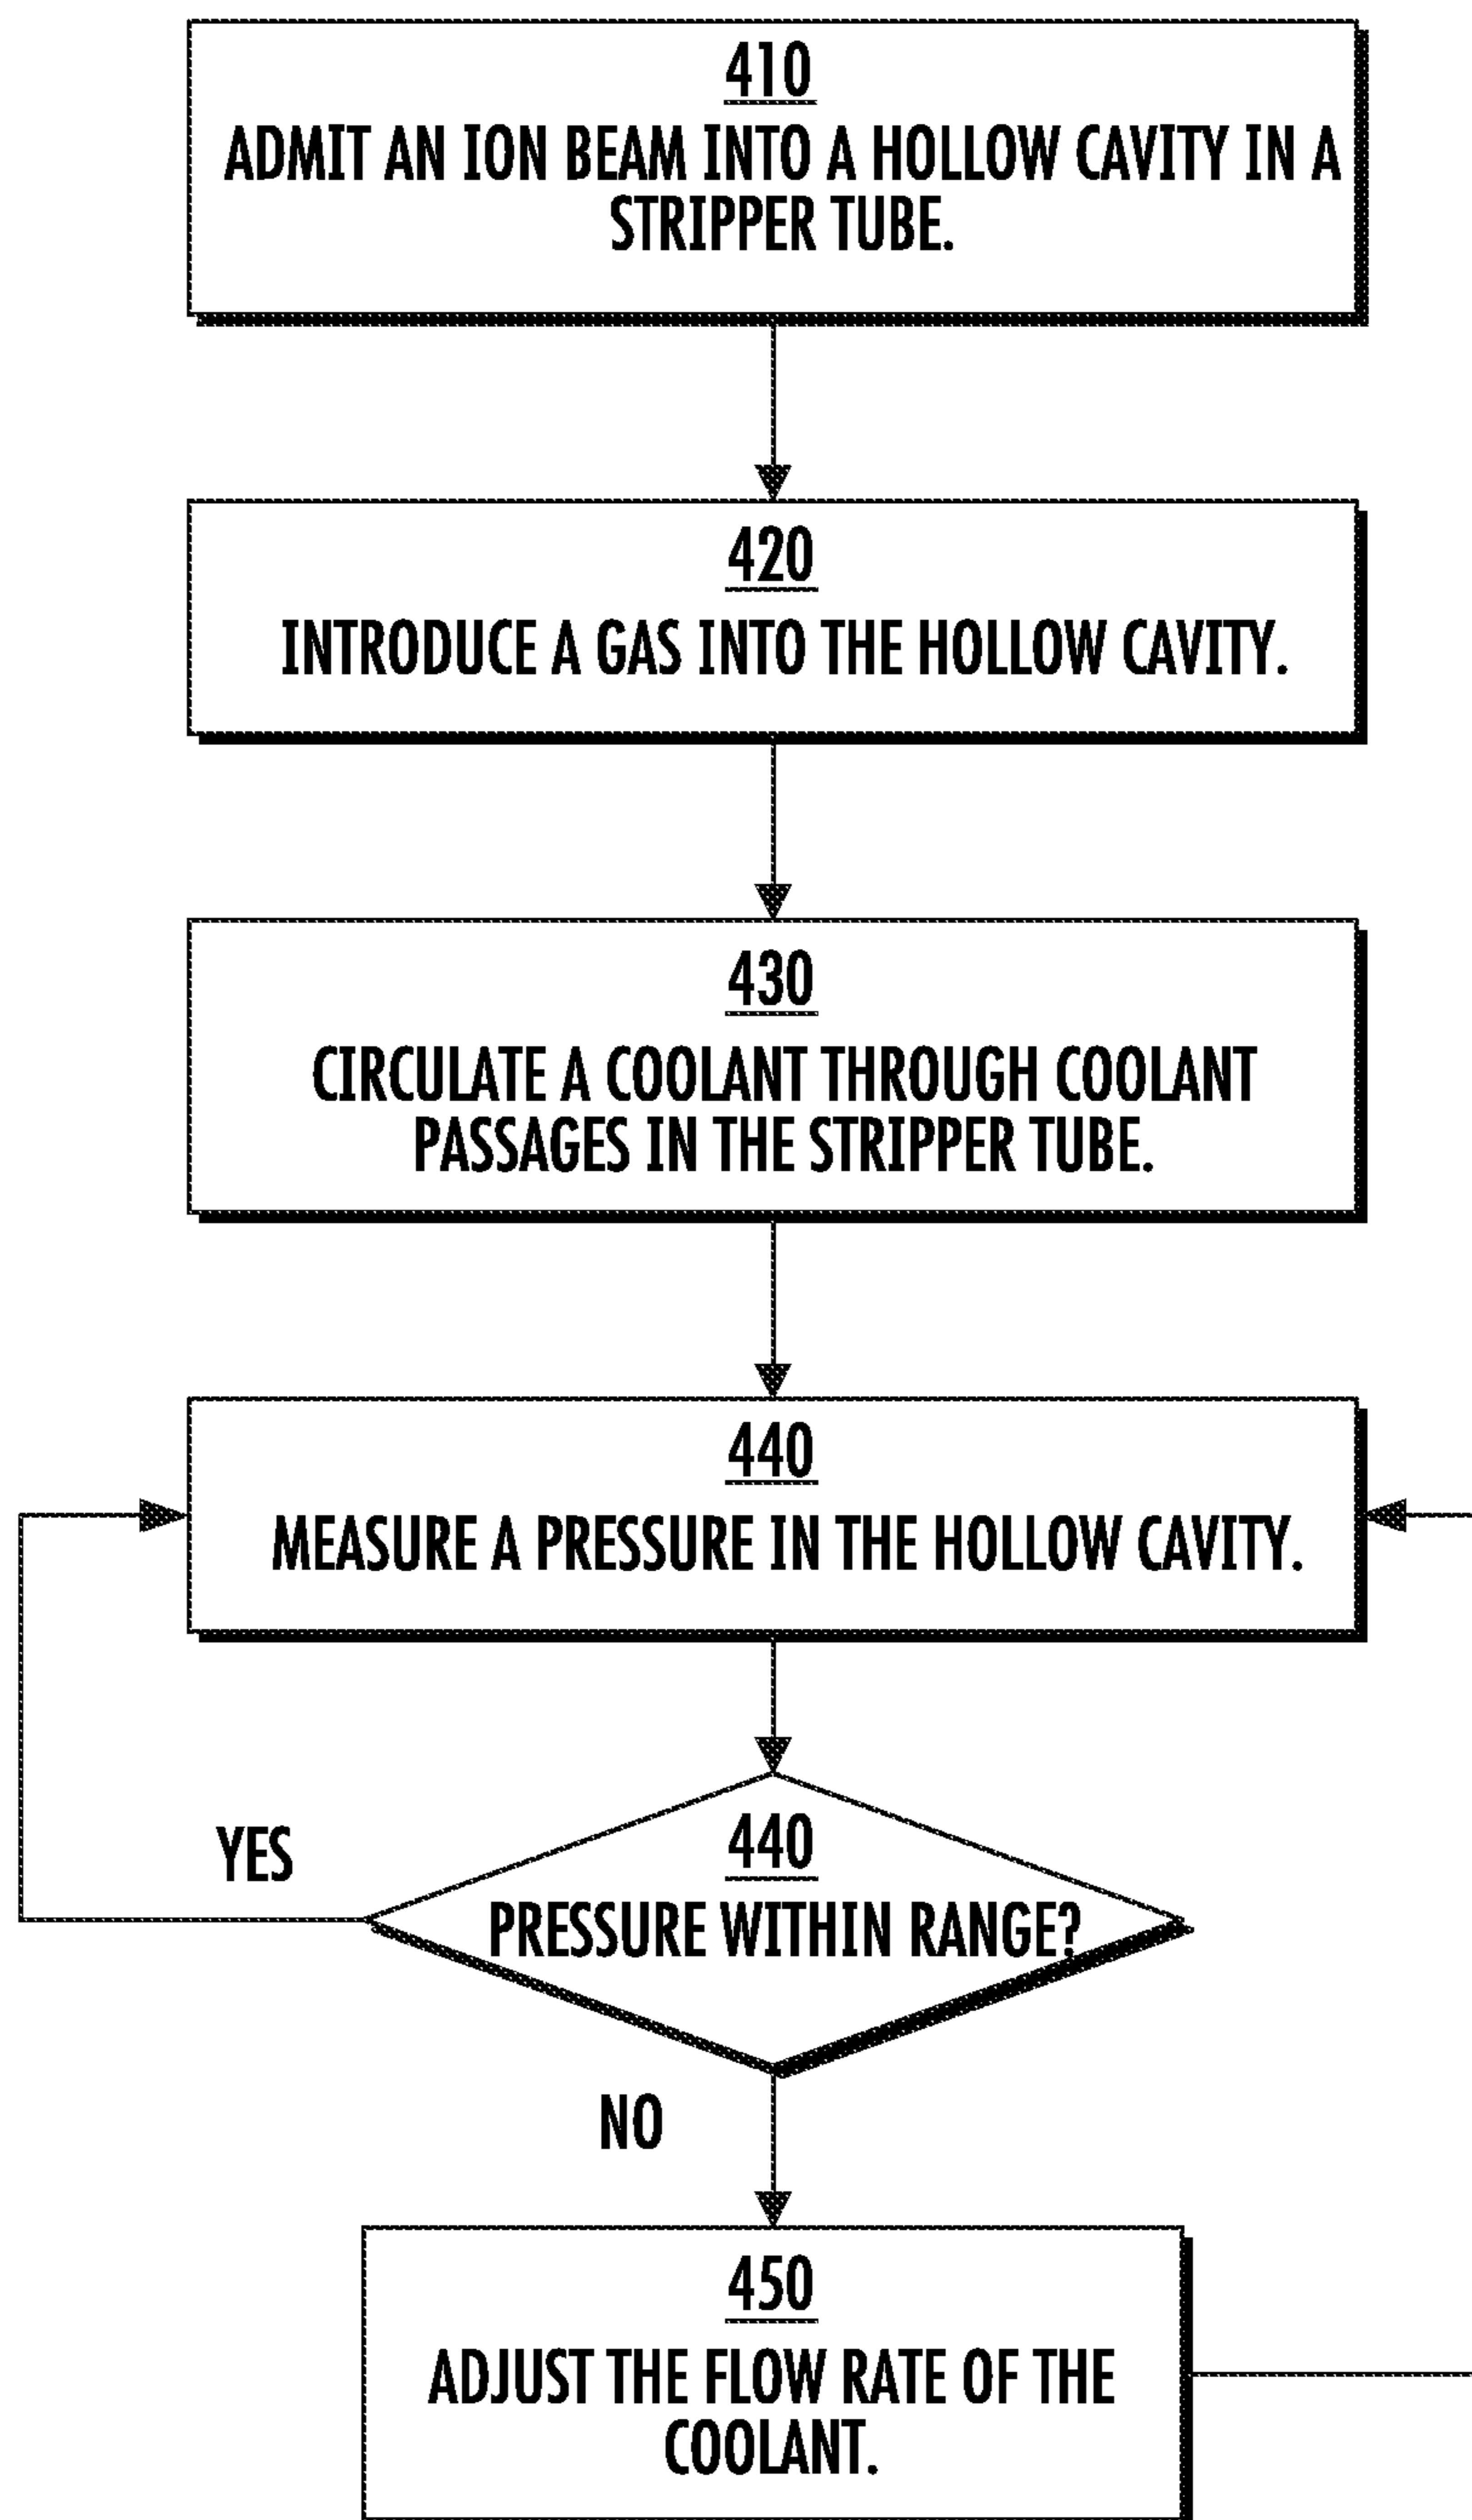 410
ADMIT AN ION BEAM INTO A HOLLOW CAVITY IN A
STRIPPER TUBE.
420
INTRODUCE A GAS INTO THE HOLLOW CAVITY.
430
CIRCULATE A COOLANT THROUGH COOLANT
PASSAGES IN THE STRIPPER TUBE.
440
MEASURE A PRESSURE IN THE HOLLOW CAVITY.
YES
440
PRESSURE WITHIN RANGE?
NO
450
ADJUST THE FLOW RATE OF THE
COOLANT.